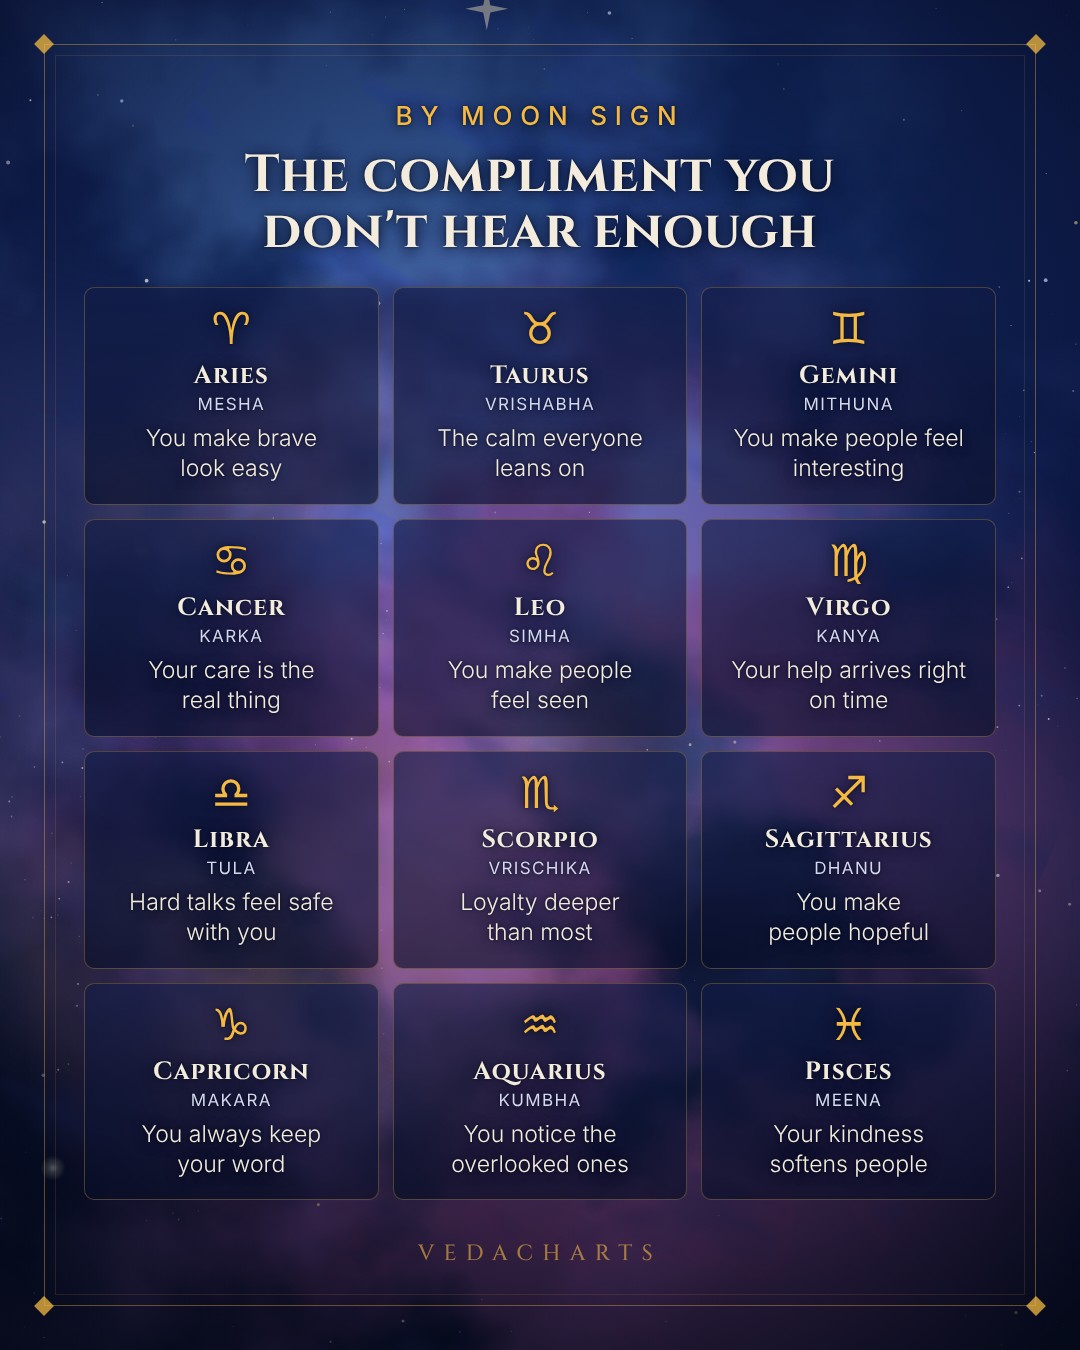 BY MOON SIGN
THE COMPLIMENT YOU
DON'T HEAR ENOUGH
♈
ARIES
MESHA
You make brave
look easy
♉
TAURUS
VRISHABHA
The calm everyone
leans on
♊
GEMINI
MITHUNA
You make people feel
interesting
♋
CANCER
KARKA
Your care is the
real thing
♌
LEO
SIMHA
You make people
feel seen
♍
VIRGO
KANYA
Your help arrives right
on time
♎
LIBRA
TULA
Hard talks feel safe
with you
♏
SCORPIO
VRISCHIKA
Loyalty deeper
than most
♐
SAGITTARIUS
DHANU
You make
people hopeful
♑
CAPRICORN
MAKARA
You always keep
your word
♒
AQUARIUS
KUMBHA
You notice the
overlooked ones
♓
PISCES
MEENA
Your kindness
softens people
VEDACHARTS